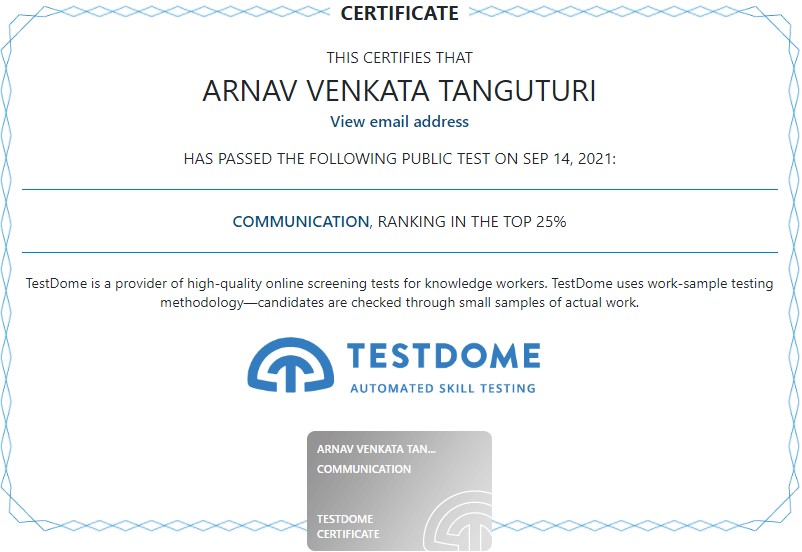 CERTIFICATE
THIS CERTIFIES THAT
ARNAV VENKATA TANGUTURI
View email address
HAS PASSED THE FOLLOWING PUBLIC TEST ON SEP 14, 2021:
COMMUNICATION, RANKING IN THE TOP 25%
TestDome is a provider of high-quality online screening tests for knowledge workers. TestDome uses work-sample testing
methodology—candidates are checked through small samples of actual work.
TESTDOME
AUTOMATED SKILL TESTING
ARNAV VENKATA TAN...
COMMUNICATION
TESTDOME
CERTIFICATE